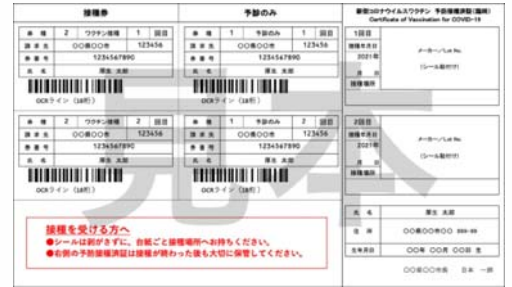 接種券
予診のみ
新型コロナウイルスワクチン 予防接種済証(臨時)
Certificate of Vaccination for COVID-19
券種 2 ワクチン接種 1 回目
請求先 〇〇県〇〇市 123456
券番号 1234567890
氏名 厚生 太郎
OCRライン (18桁)
券種 1 予診のみ 1 回目
請求先 〇〇県〇〇市 123456
券番号 1234567890
氏名 厚生 太郎
OCRライン (18桁)
1回目
接種年月日
2021年
月 日
接種場所
メーカー/Lot No.
(シール貼付け)
券種 2 ワクチン接種 2 回目
請求先 〇〇県〇〇市 123456
券番号 1234567890
氏名 厚生 太郎
OCRライン (18桁)
券種 1 予診のみ 2 回目
請求先 〇〇県〇〇市 123456
券番号 1234567890
氏名 厚生 太郎
OCRライン (18桁)
2回目
接種年月日
2021年
月 日
接種場所
メーカー/Lot No.
(シール貼付け)
見本
接種を受ける方へ
●シールは剥がさずに、台紙ごと接種場所へお持ちください。
●右側の予防接種済証は接種が終わった後も大切に保管してください。
氏名 厚生 太郎
住所 〇〇県〇〇市〇〇 999-99
生年月日 〇〇年 〇〇月 〇〇日 生
〇〇県〇〇市長 日本 一郎